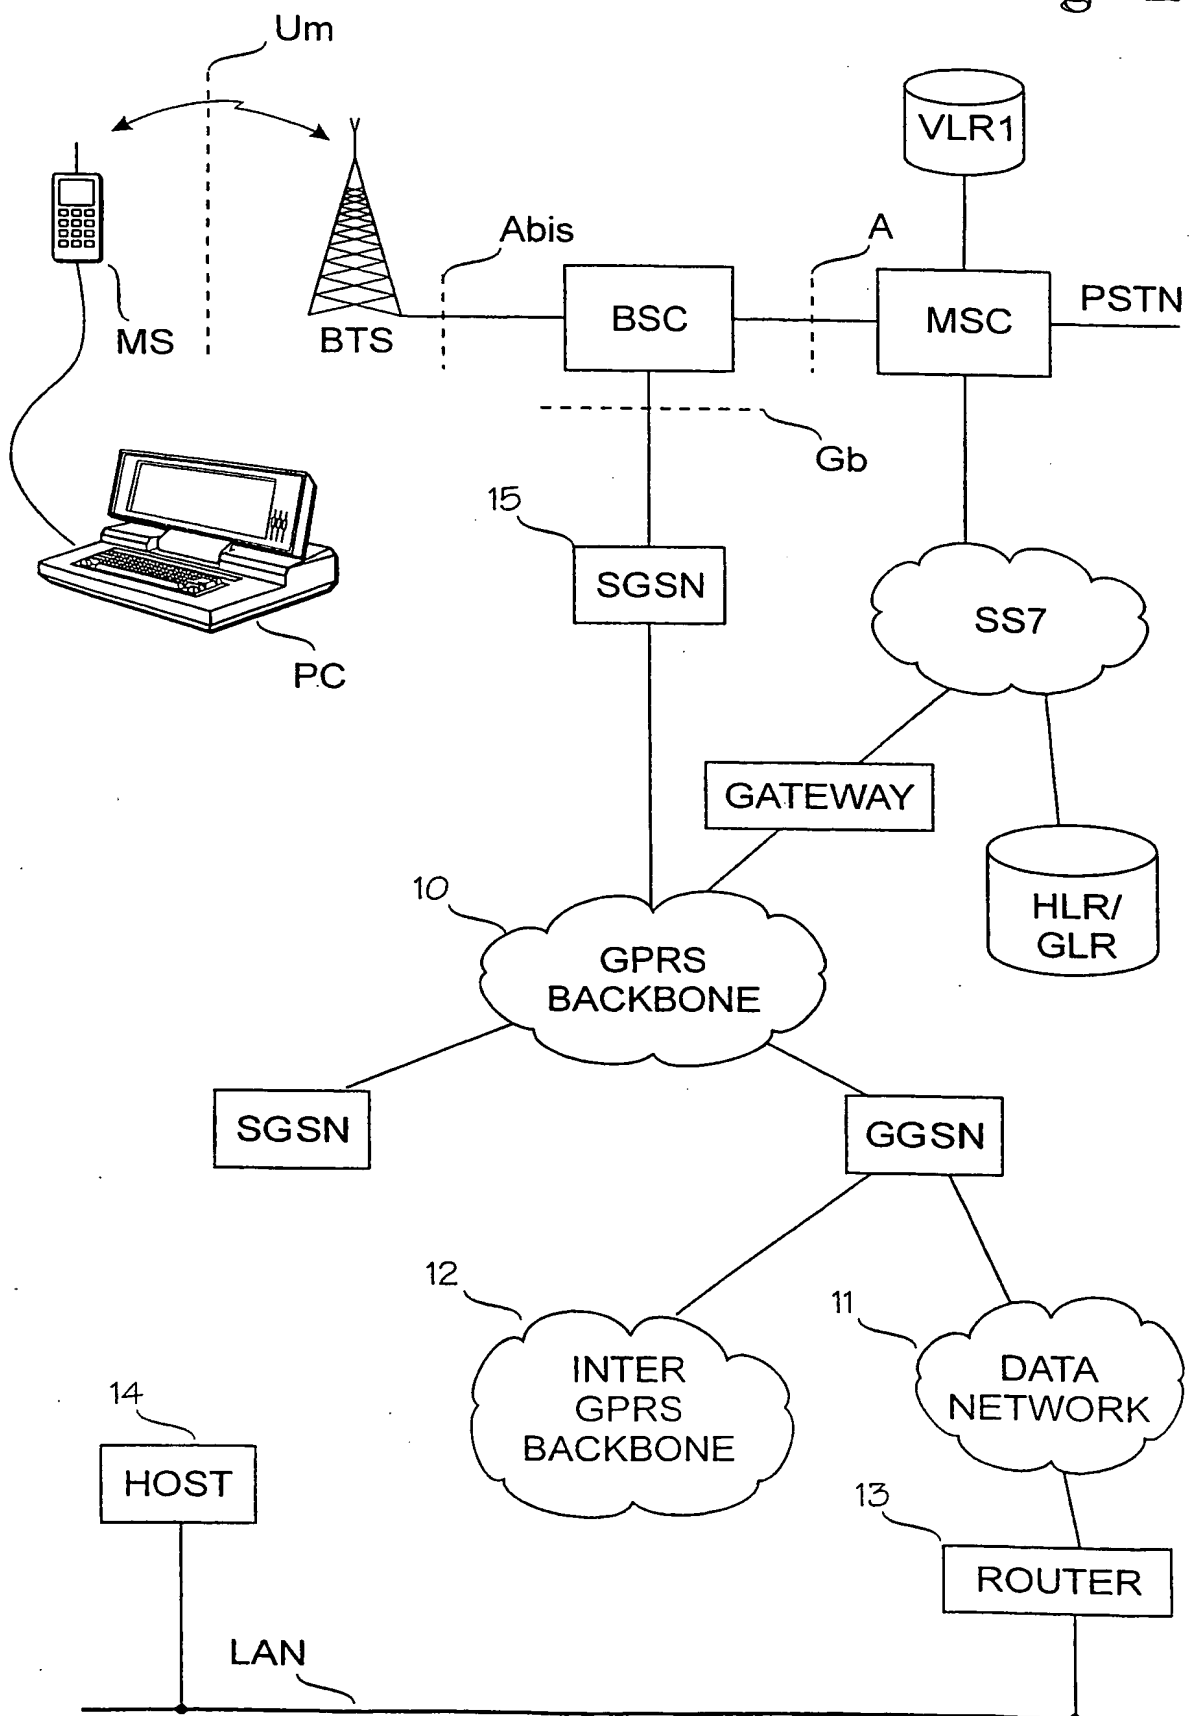 Um
VLR1
Abis
A
MS
BTS
BSC
MSC
PSTN
Gb
15
SGSN
SS7
PC
GATEWAY
10
HLR/
GLR
GPRS
BACKBONE
SGSN
GGSN
12
11
INTER
GPRS
BACKBONE
DATA
NETWORK
14
HOST
13
ROUTER
LAN